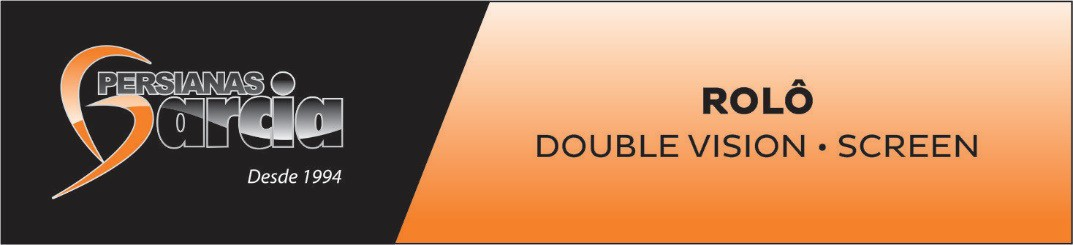 PERSIANAS
Garcia
Desde 1994
ROLÔ
DOUBLE VISION • SCREEN